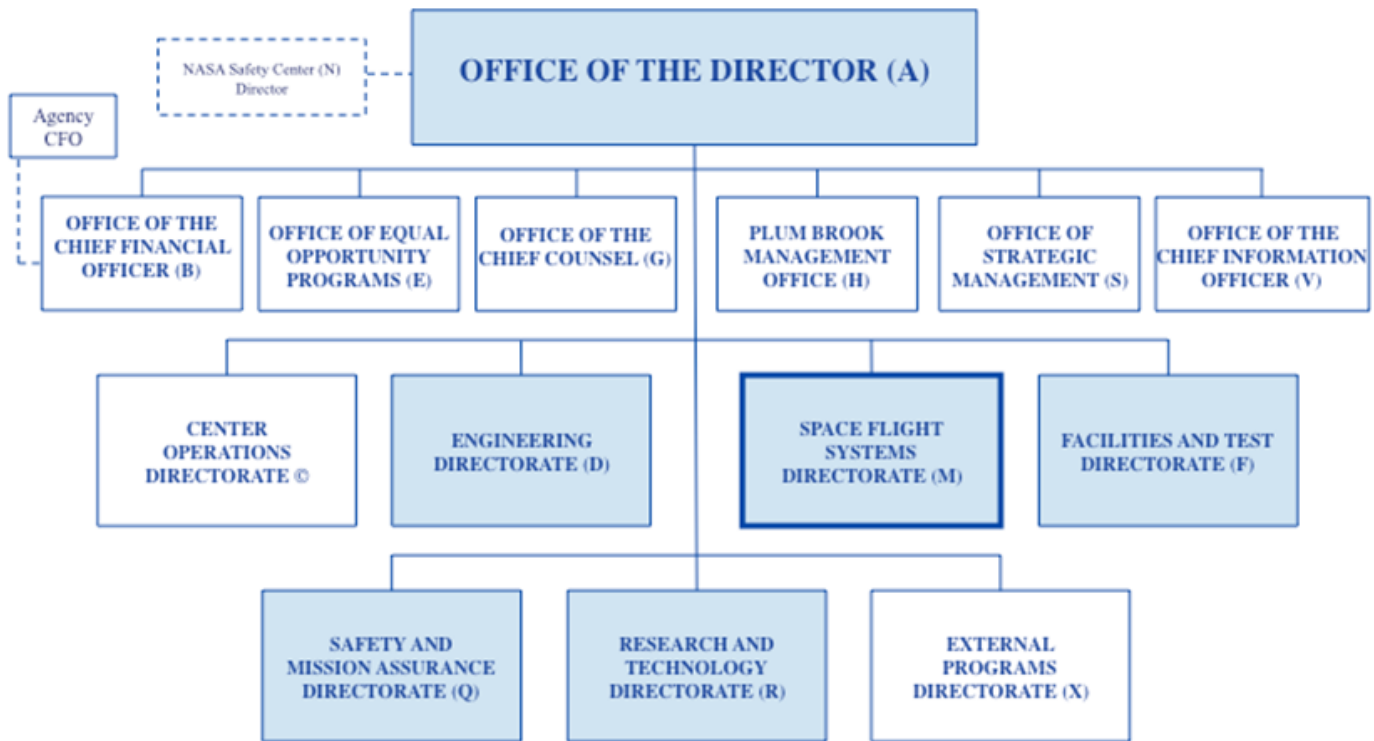 NASA Safety Center (N)
Director
OFFICE OF THE DIRECTOR (A)
Agency
CFO
OFFICE OF THE
CHIEF FINANCIAL
OFFICER (B)
OFFICE OF EQUAL
OPPORTUNITY
PROGRAMS (E)
OFFICE OF THE
CHIEF COUNSEL (G)
PLUM BROOK
MANAGEMENT
OFFICE (H)
OFFICE OF
STRATEGIC
MANAGEMENT (S)
OFFICE OF THE
CHIEF INFORMATION
OFFICER (V)
CENTER
OPERATIONS
DIRECTORATE ©
ENGINEERING
DIRECTORATE (D)
SPACE FLIGHT
SYSTEMS
DIRECTORATE (M)
FACILITIES AND TEST
DIRECTORATE (F)
SAFETY AND
MISSION ASSURANCE
DIRECTORATE (Q)
RESEARCH AND
TECHNOLOGY
DIRECTORATE (R)
EXTERNAL
PROGRAMS
DIRECTORATE (X)